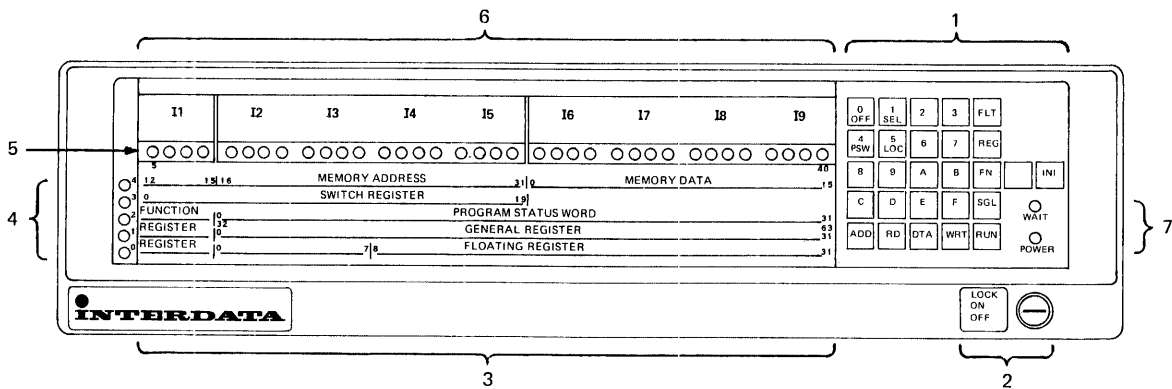 6
1
I1 I2 I3 I4 I5 I6 I7 I8 I9
0 OFF 1 SEL 2 3 FLT
5
4 PSW 5 LOC 6 7 REG
5 40
4 12 15 16 MEMORY ADDRESS 31 0 MEMORY DATA 15
8 9 A B FN INI
3 0 SWITCH REGISTER 19
4
2 FUNCTION 0 PROGRAM STATUS WORD 31
C D E F SGL WAIT
7
32 63
1 REGISTER 0 GENERAL REGISTER 31
ADD RD DTA WRT RUN POWER
0 REGISTER 0 7 8 FLOATING REGISTER 31
INTERDATA
LOCK
ON
OFF
3
2